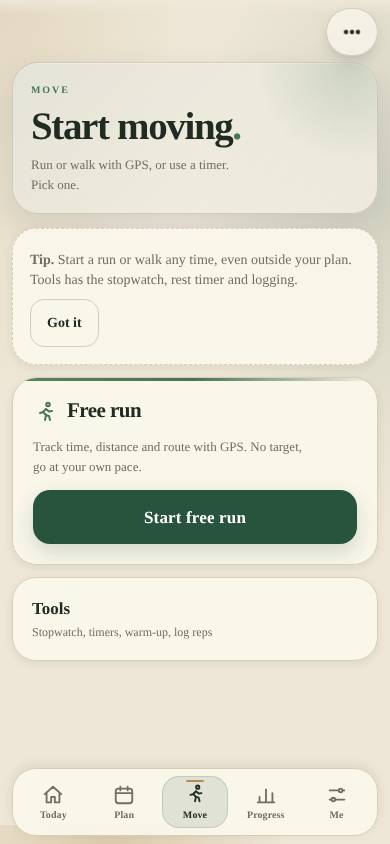 MOVE
Start moving.
Run or walk with GPS, or use a timer.
Pick one.
Tip. Start a run or walk any time, even outside your plan.
Tools has the stopwatch, rest timer and logging.
Got it
Free run
Track time, distance and route with GPS. No target,
go at your own pace.
Start free run
Tools
Stopwatch, timers, warm-up, log reps
Today
Plan
Move
Progress
Me